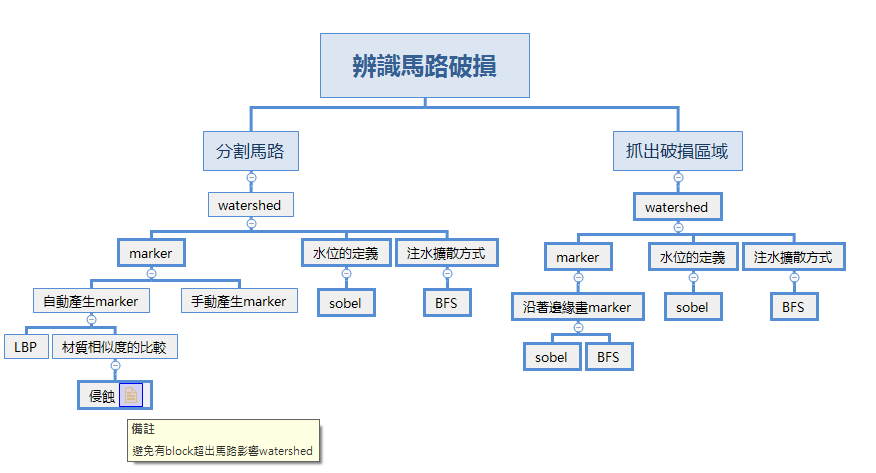 辨識馬路破損
分割馬路
抓出破損區域
watershed
watershed
marker
水位的定義
注水擴散方式
marker
水位的定義
注水擴散方式
自動產生marker
手動產生marker
sobel
BFS
沿著邊緣畫marker
sobel
BFS
LBP
材質相似度的比較
sobel
BFS
侵蝕
備註
避免有block超出馬路影響watershed